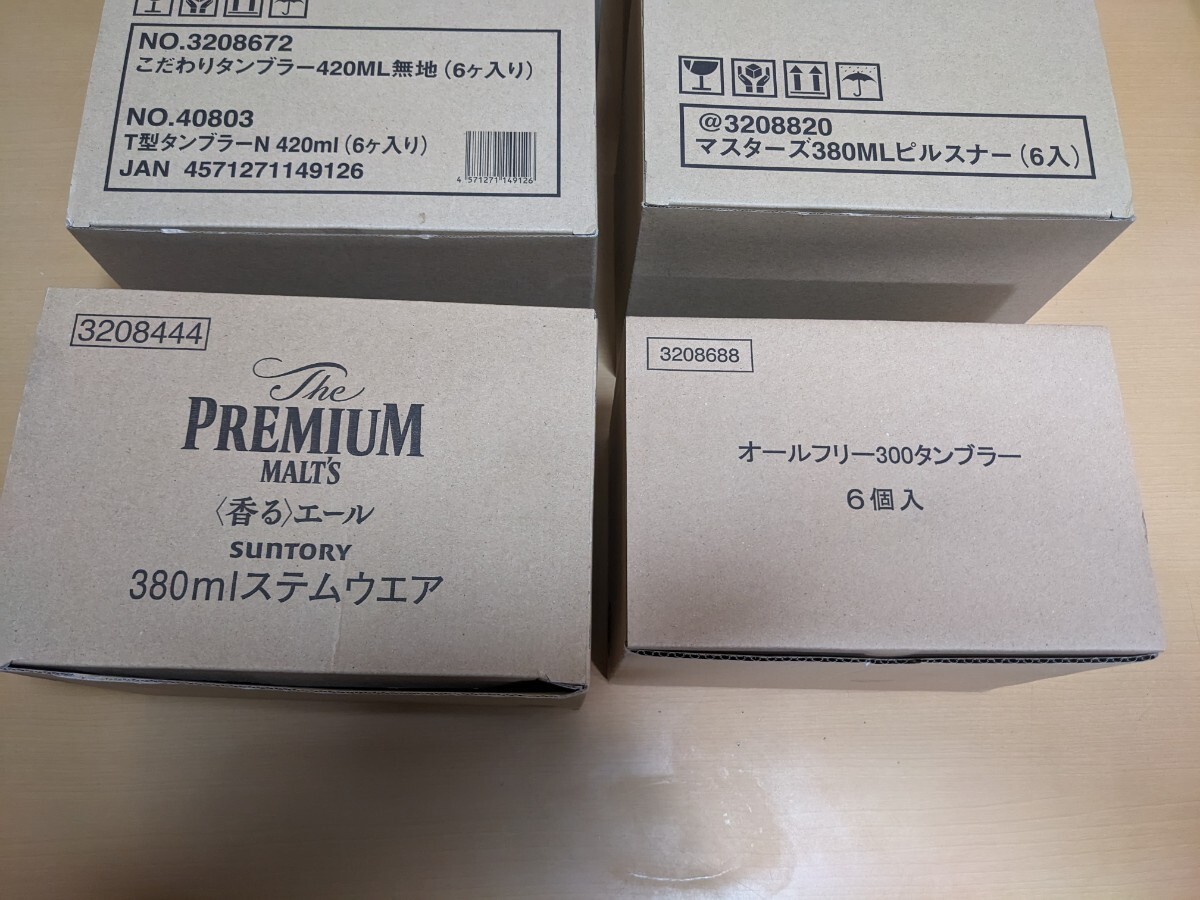 NO.3208672
こだわりタンブラー420ML無地（6ヶ入り）
NO.40803
T型タンブラーN 420ml（6ヶ入り）
JAN 4571271149126
4 571271 149126
@3208820
マスターズ380MLピルスナー（6入）
3208444
The
PREMIUM
MALT'S
〈香る〉エール
SUNTORY
380mlステムウエア
3208688
オールフリー300タンブラー
6個入